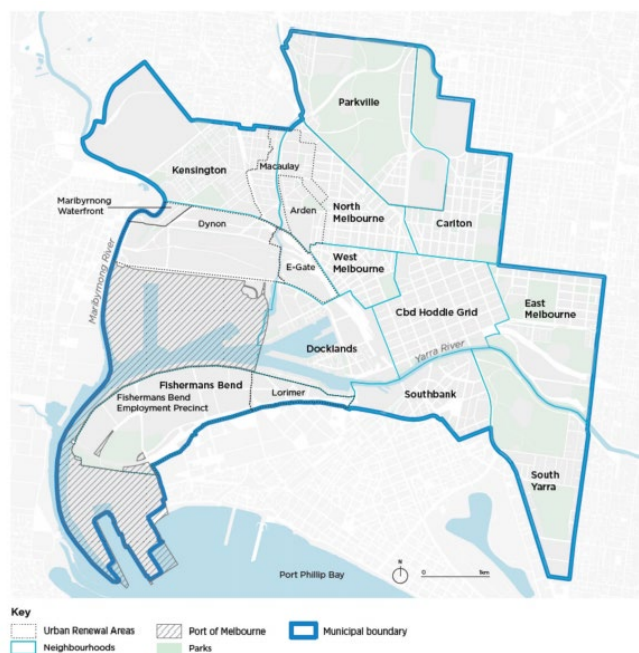 Parkville
Kensington
Macaulay
Maribyrnong
Waterfront
Arden
North
Melbourne
Carlton
Dynon
Maribyrnong River
E-Gate
West
Melbourne
Cbd Hoddle Grid
East
Melbourne
Docklands
Yarra River
Fishermans Bend
Fishermans Bend
Employment Precinct
Lorimer
Southbank
South
Yarra
Port Phillip Bay
N
0
1km
Key
Urban Renewal Areas
Port of Melbourne
Municipal boundary
Neighbourhoods
Parks